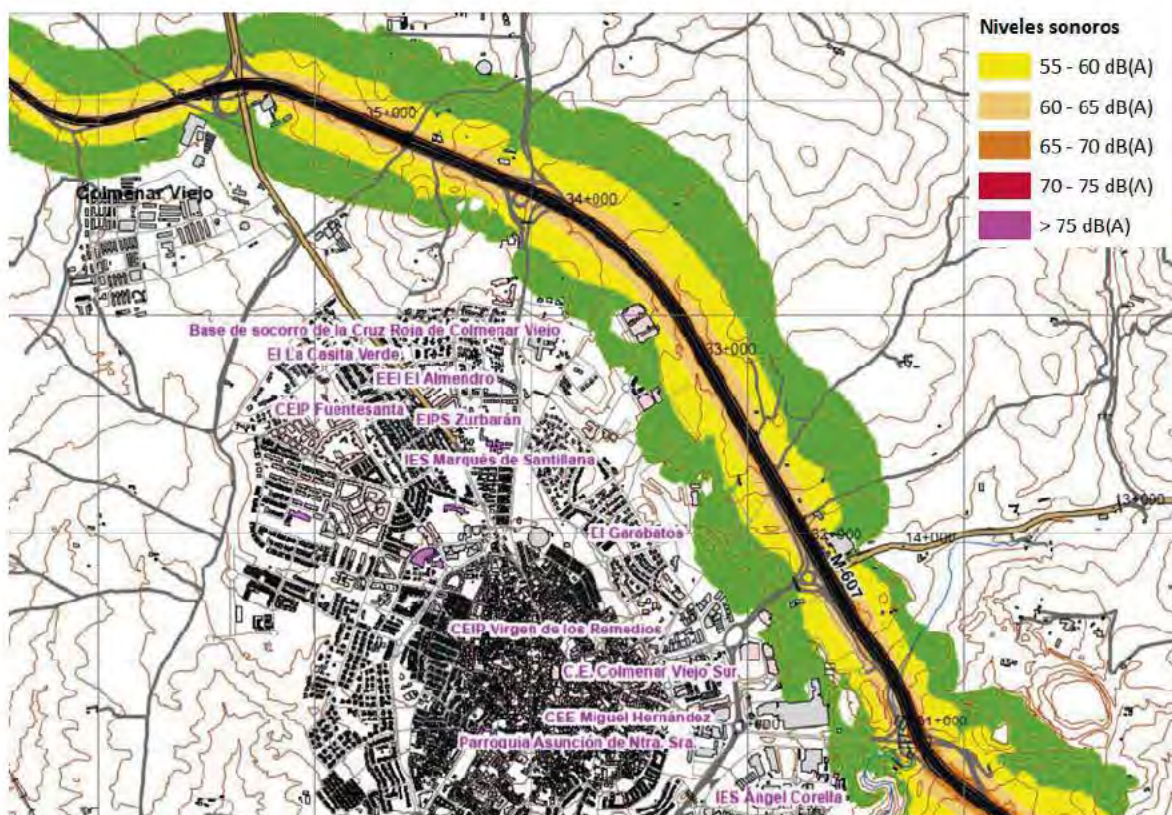 Niveles sonoros
55 - 60 dB(A)
60 - 65 dB(A)
65 - 70 dB(A)
70 - 75 dB(A)
> 75 dB(A)
35+000
34+000
Colmenar Viejo
Base de socorro de la Cruz Roja de Colmenar Viejo
33+000
EI La Casita Verde
EEI El Almendro
CEIP Fuentesanta
EIPS Zurbarán
IES Marqués de Santillana
13+000
EI Garabatos
32+000
14+000
M-607
CEIP Virgen de los Remedios
C.E. Colmenar Viejo Sur
CEE Miguel Hernández
31+000
Parroquia Asunción de Ntra. Sra.
IES Ángel Corella